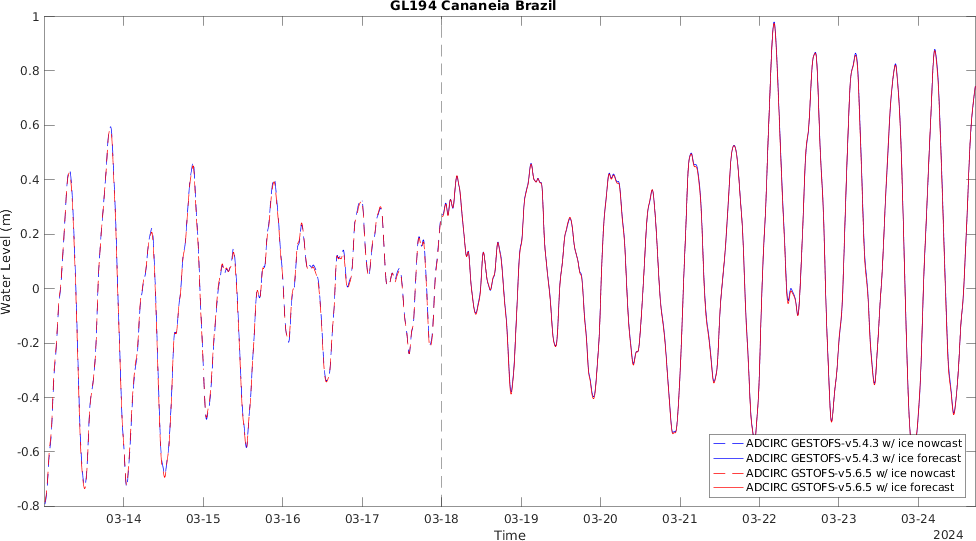 GL194 Cananeia Brazil
1
0.8
0.6
0.4
0.2
0
-0.2
-0.4
-0.6
-0.8
Water Level (m)
03-14 03-15 03-16 03-17 03-18 03-19 03-20 03-21 03-22 03-23 03-24
Time
2024
ADCIRC GESTOFS-v5.4.3 w/ ice nowcast
ADCIRC GESTOFS-v5.4.3 w/ ice forecast
ADCIRC GSTOFS-v5.6.5 w/ ice nowcast
ADCIRC GSTOFS-v5.6.5 w/ ice forecast